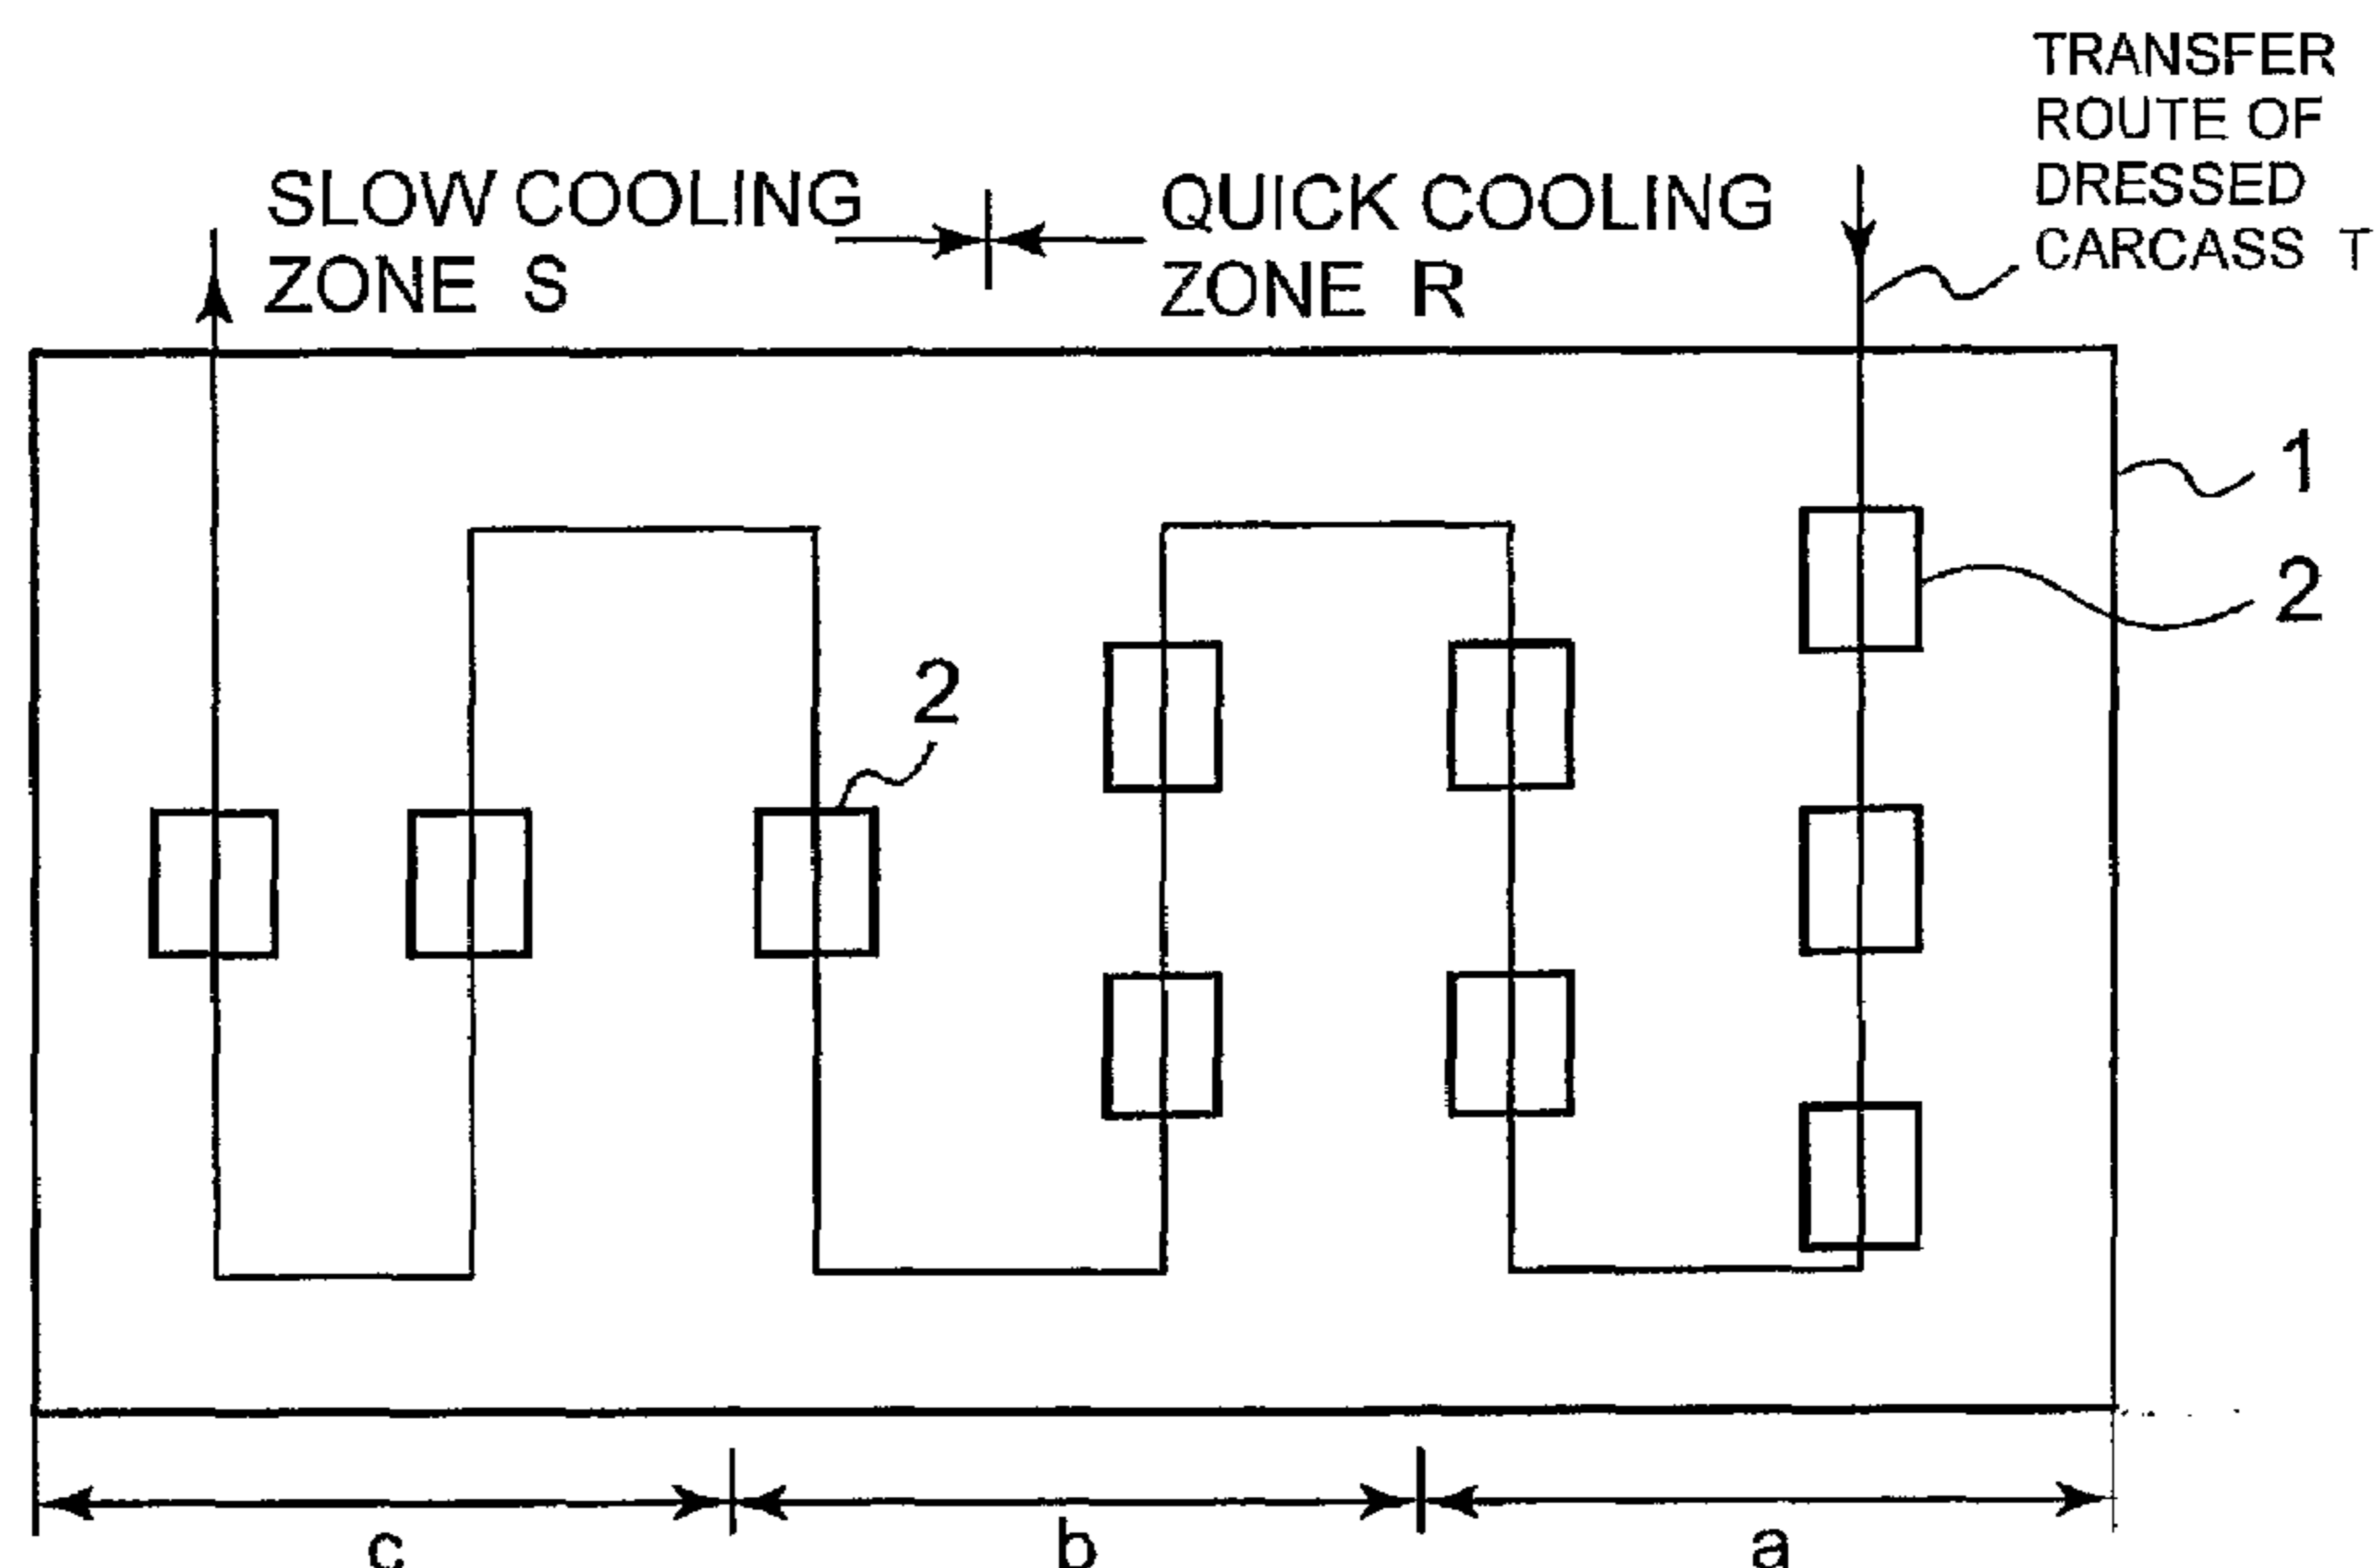 TRANSFER
ROUTE OF
DRESSED
CARCASS T
SLOW COOLING
ZONE S
QUICK COOLING
ZONE R
1
2
2
c
b
a